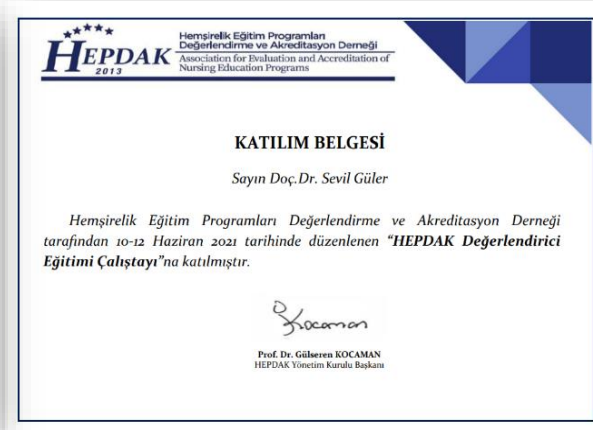 HEPDAK
2013
Hemşirelik Eğitim Programları
Değerlendirme ve Akreditasyon Derneği
Association for Evaluation and Accreditation of
Nursing Education Programs
KATILIM BELGESİ
Sayın Doç.Dr. Sevil Güler
Hemşirelik Eğitim Programları Değerlendirme ve Akreditasyon Derneği
tarafından 10-12 Haziran 2021 tarihinde düzenlenen “HEPDAK Değerlendirici
Eğitimi Çalıştayı”na katılmıştır.
Kocaman
Prof. Dr. Gülseren KOCAMAN
HEPDAK Yönetim Kurulu Başkanı